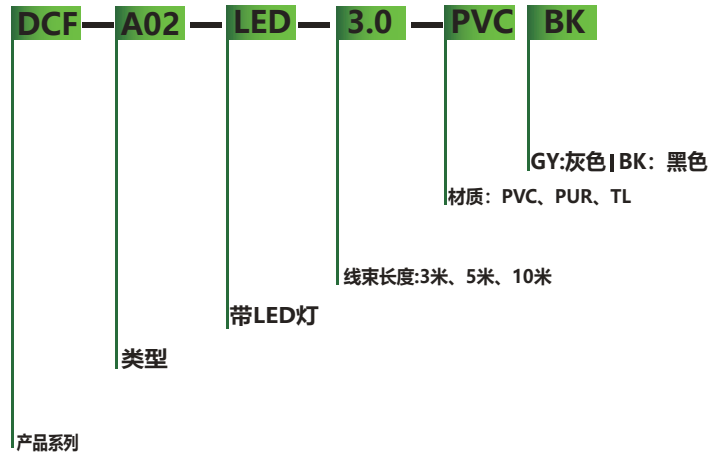 DCF—A02—LED—3.0—PVC BK
GY:灰色|BK：黑色
材质：PVC、PUR、TL
线束长度:3米、5米、10米
带LED灯
类型
产品系列